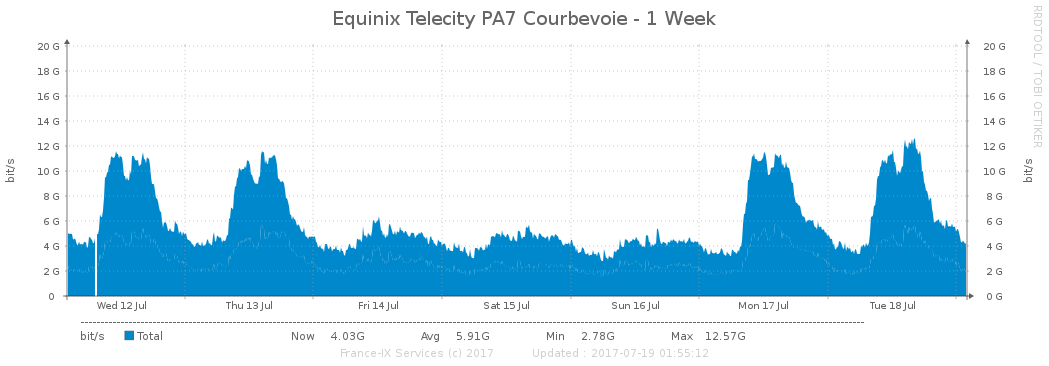 Equinix Telecity PA7 Courbevoie - 1 Week
RRDTOOL / TOBI OETIKER
bit/s
20 G
18 G
16 G
14 G
12 G
10 G
8 G
6 G
4 G
2 G
0
20 G
18 G
16 G
14 G
12 G
10 G
8 G
6 G
4 G
2 G
0 G
bit/s
Wed 12 Jul Thu 13 Jul Fri 14 Jul Sat 15 Jul Sun 16 Jul Mon 17 Jul Tue 18 Jul
bit/s Total Now 4.03G Avg 5.91G Min 2.78G Max 12.57G
France-IX Services (c) 2017 Updated : 2017-07-19 01:55:12